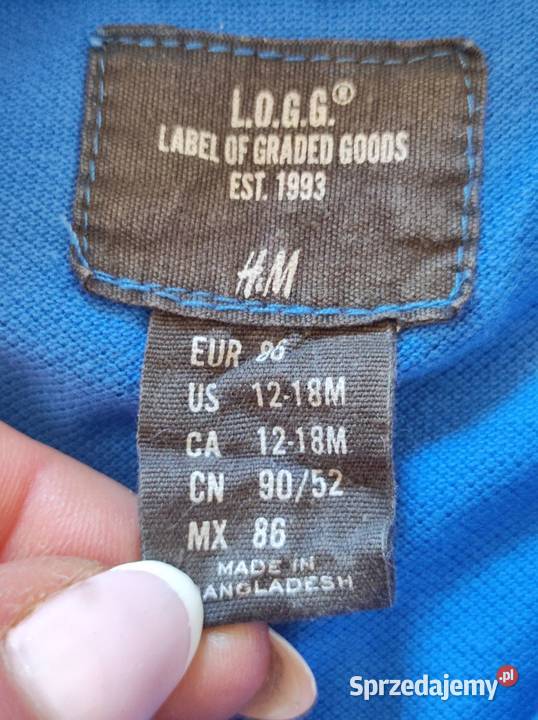 L.O.G.G.®
LABEL OF GRADED GOODS
EST. 1993
H&M
EUR 86
US 12-18M
CA 12-18M
CN 90/52
MX 86
MADE IN
ANGLADESH
Sprzedajemy.pl